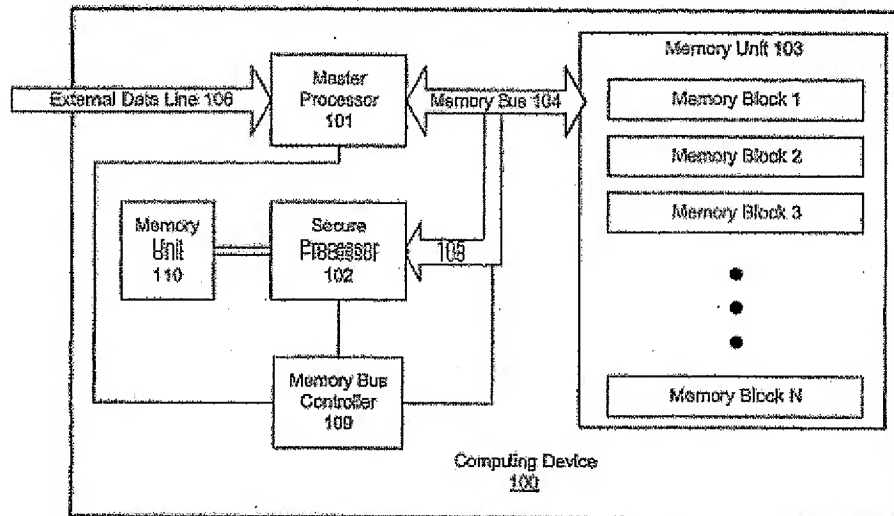 External Data Line 106
Master
Processor
101
Memory Bus 104
Memory Unit 103
Memory Block 1
Memory Block 2
Memory Block 3
Memory Block N
Memory
Unit
110
Secure
Processor
102
Memory Bus
Controller
109
Computing Device
100